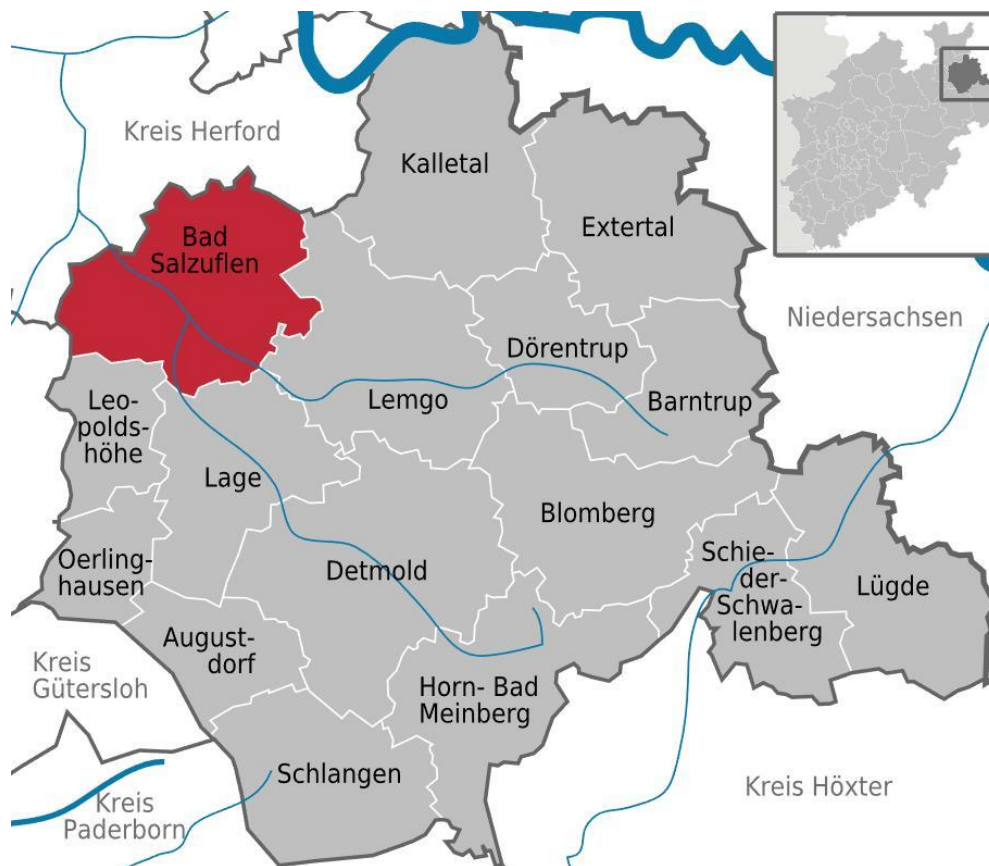 Kreis Herford
Kalletal
Extertal
Bad
Salzuflen
Niedersachsen
Dörentrup
Lemgo
Barntrup
Leo-
polds-
höhe
Lage
Blomberg
Oerling-
hausen
Detmold
Schie-
der-
Schwa-
lenberg
Lügde
August-
dorf
Kreis
Gütersloh
Horn- Bad
Meinberg
Schlangen
Kreis Höxter
Kreis
Paderborn